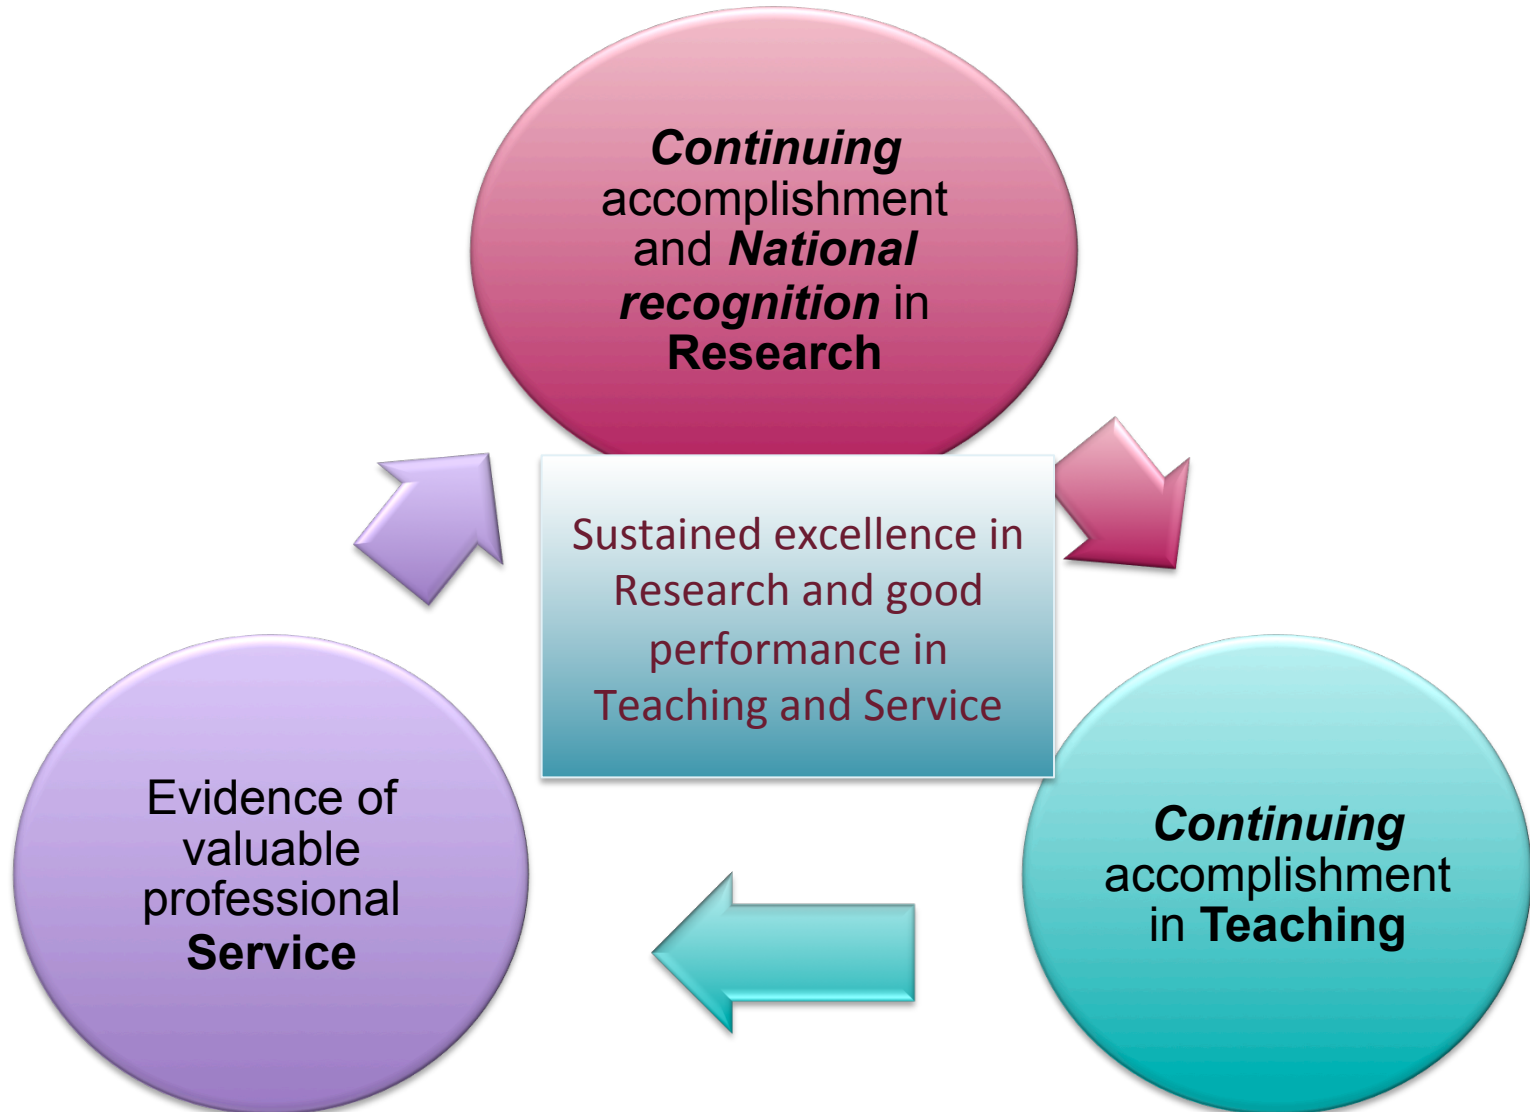 Continuing
accomplishment
and National
recognition in
Research
Sustained excellence in
Research and good
performance in
Teaching and Service
Evidence of
valuable
professional
Service
Continuing
accomplishment
in Teaching